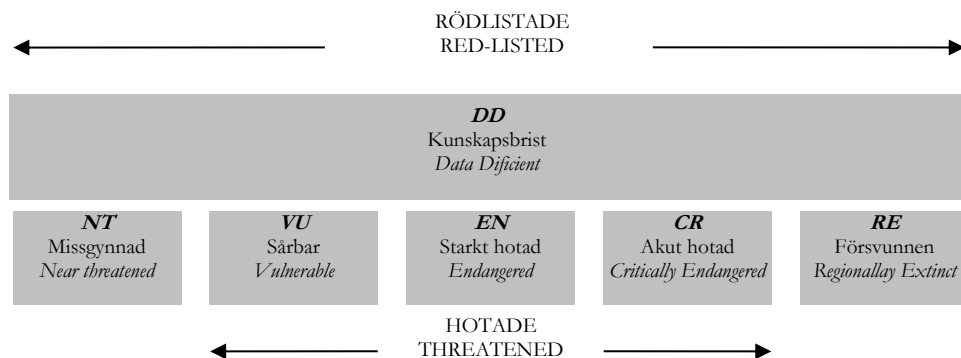 RÖDLISTADE
RED-LISTED
DD
Kunskapsbrist
Data Dificient
NT
Missgynnad
Near threatened
VU
Sårbar
Vulnerable
EN
Starkt hotad
Endangered
CR
Akut hotad
Critically Endangered
RE
Försvunnen
Regionallay Extinct
HOTADE
THREATENED